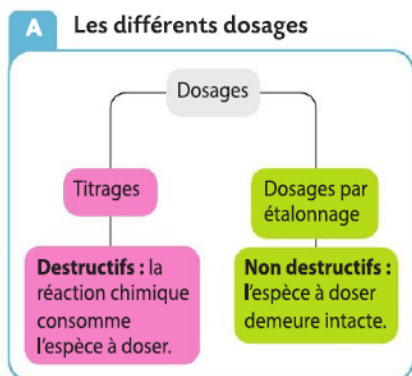 A Les différents dosages
Dosages
Titrages
Dosages par
étalonnage
Destructifs : la
réaction chimique
consomme
l'espèce à doser.
Non destructifs :
l'espèce à doser
demeure intacte.